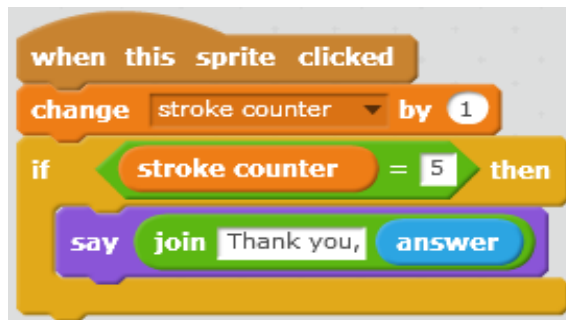 when this sprite clicked
change stroke counter by 1
if stroke counter = 5 then
say join Thank you, answer